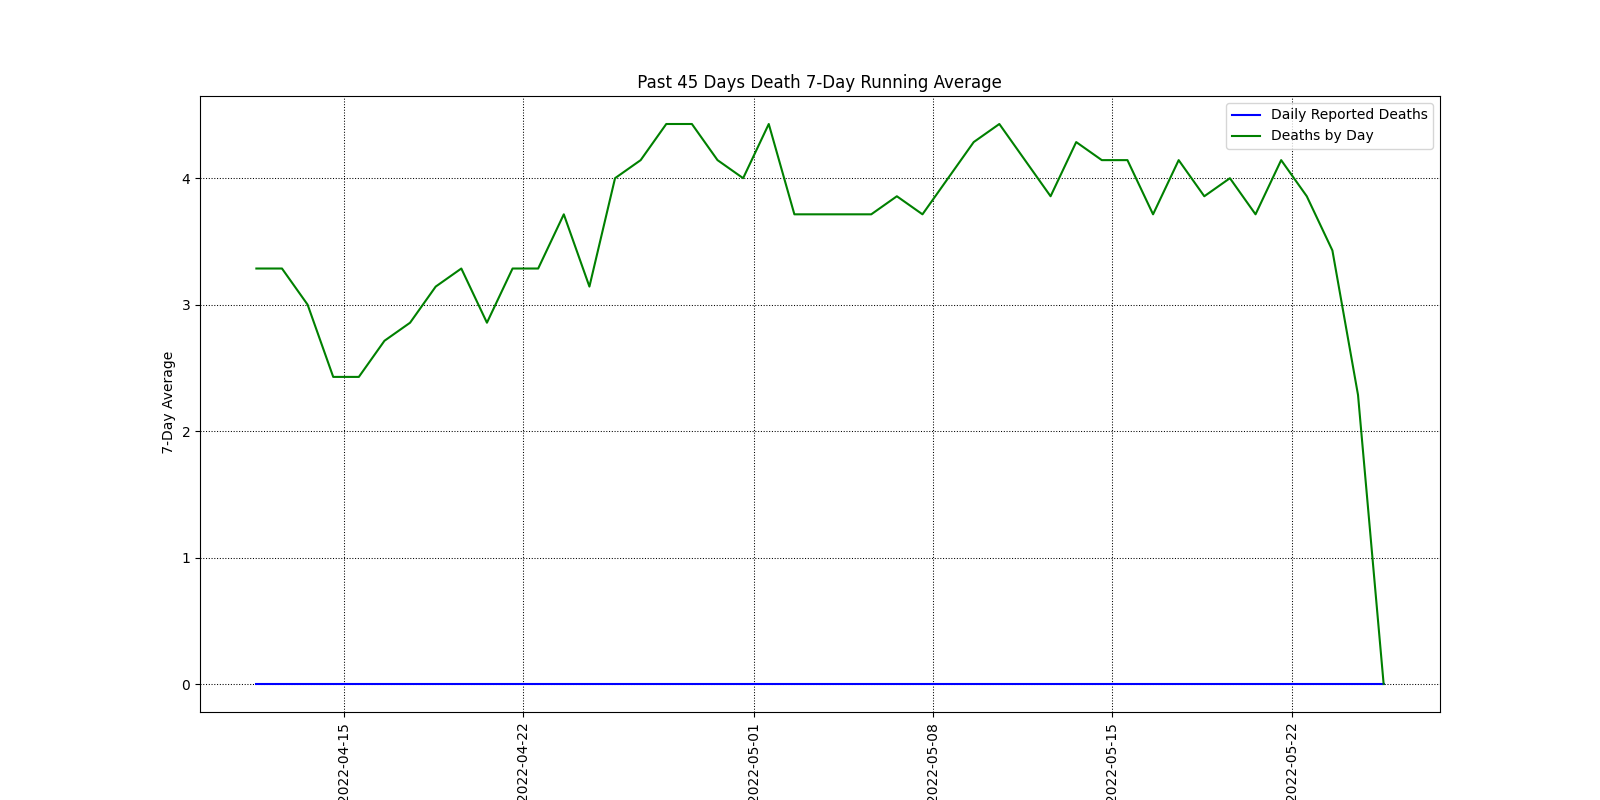 Past 45 Days Death 7-Day Running Average
Daily Reported Deaths
Deaths by Day
7-Day Average
4
3
2
1
0
2022-04-15
2022-04-22
2022-05-01
2022-05-08
2022-05-15
2022-05-22